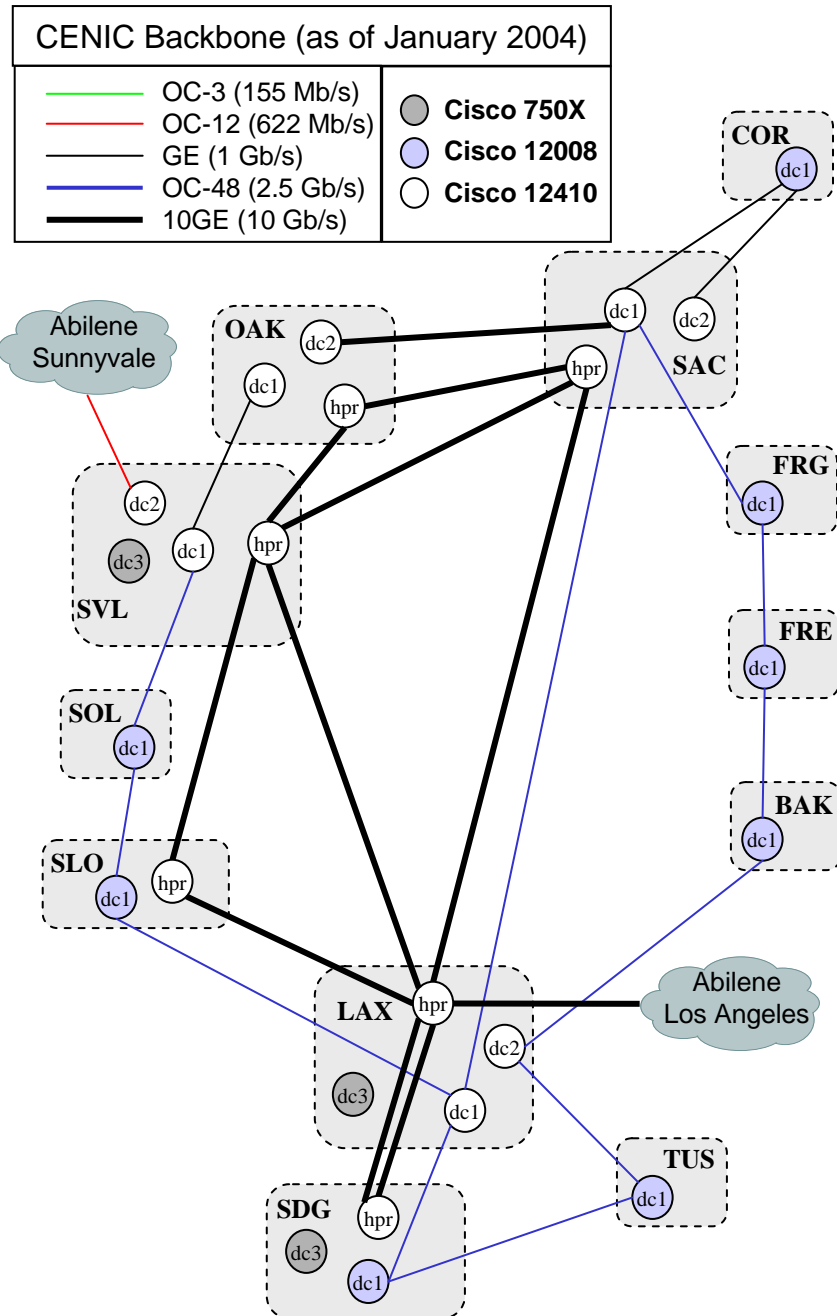 CENIC Backbone (as of January 2004)
OC-3 (155 Mb/s)
OC-12 (622 Mb/s)
GE (1 Gb/s)
OC-48 (2.5 Gb/s)
10GE (10 Gb/s)
Cisco 750X
Cisco 12008
Cisco 12410
COR
dc1
Abilene
Sunnyvale
OAK
dc2
dc1
hpr
dc1
dc2
hpr
SAC
FRG
dc1
dc2
dc3
dc1
hpr
SVL
FRE
dc1
SOL
dc1
BAK
dc1
SLO
dc1
hpr
LAX
hpr
dc2
dc3
dc1
Abilene
Los Angeles
TUS
dc1
SDG
hpr
dc3
dc1